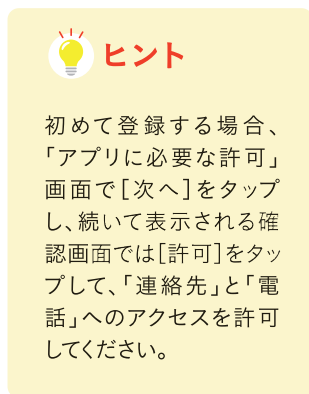 ヒント
初めて登録する場合、
「アプリに必要な許可」
画面で［次へ］をタップ
し、続いて表示される確
認画面では［許可］をタッ
プして、「連絡先」と「電
話」へのアクセスを許可
してください。